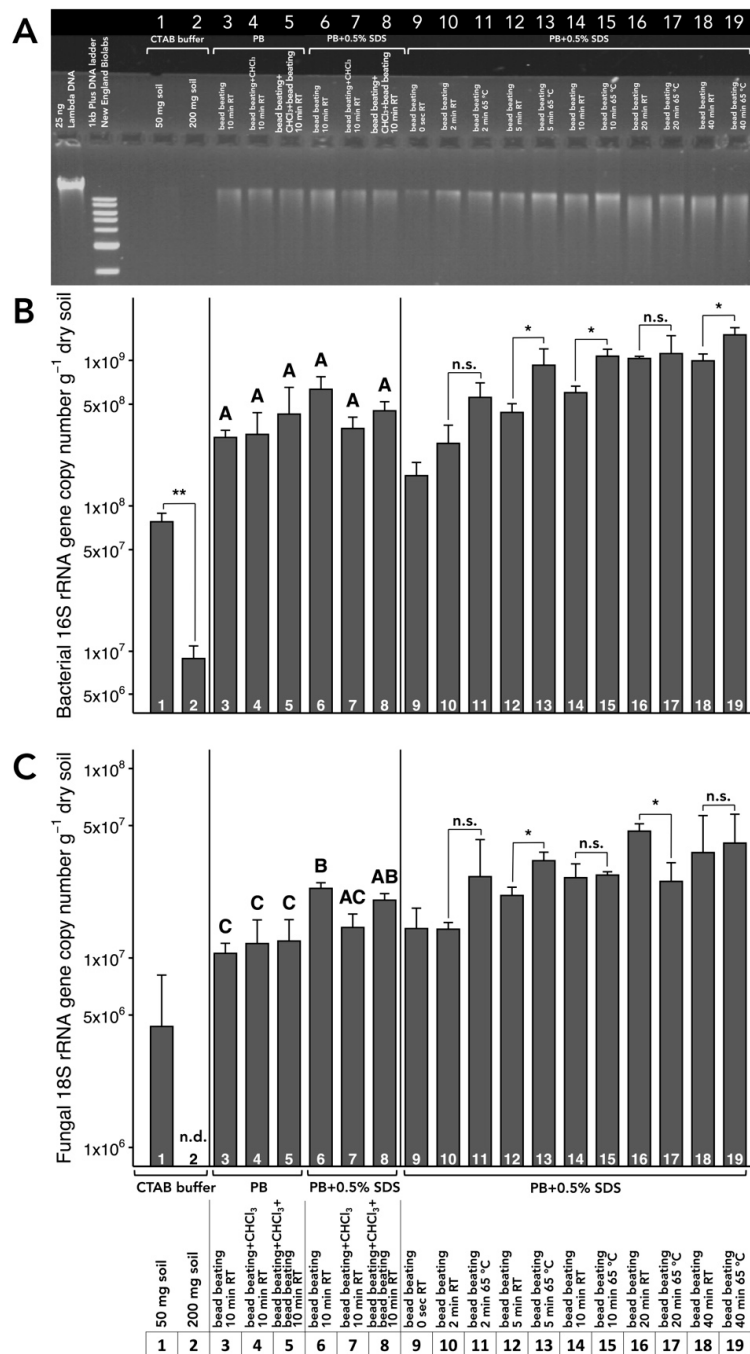 A
1 2 3 4 5 6 7 8 9 10 11 12 13 14 15 16 17 18 19
CTAB buffer PB PB+0.5% SDS PB+0.5% SDS
25 ng
Lambda DNA
1kb Plus DNA ladder
New England Biolabs
50 mg soil
200 mg soil
bead beating
10 min RT
bead beating+CHCl3
10 min RT
bead beating+
CHCl3+bead beating
10 min RT
bead beating
10 min RT
bead beating+CHCl3
10 min RT
bead beating+
CHCl3+bead beating
10 min RT
bead beating
0 sec RT
bead beating
2 min RT
bead beating
2 min 65 °C
bead beating
5 min RT
bead beating
5 min 65 °C
bead beating
10 min RT
bead beating
10 min 65 °C
bead beating
20 min RT
bead beating
20 min 65 °C
bead beating
40 min RT
bead beating
40 min 65 °C
B
Bacterial 16S rRNA gene copy number g⁻¹ dry soil
1x10⁹
5x10⁸
1x10⁸
5x10⁷
1x10⁷
5x10⁶
** A A A A A A n.s. * * n.s. *
1 2 3 4 5 6 7 8 9 10 11 12 13 14 15 16 17 18 19
C
Fungal 18S rRNA gene copy number g⁻¹ dry soil
1x10⁸
5x10⁷
1x10⁷
5x10⁶
1x10⁶
n.d. C C C B AC AB n.s. * n.s. * n.s.
1 2 3 4 5 6 7 8 9 10 11 12 13 14 15 16 17 18 19
CTAB buffer PB PB+0.5% SDS PB+0.5% SDS
50 mg soil
200 mg soil
bead beating
10 min RT
bead beating+CHCl₃
10 min RT
bead beating+CHCl₃+
bead beating
10 min RT
bead beating
10 min RT
bead beating+CHCl₃
10 min RT
bead beating+CHCl₃+
bead beating
10 min RT
bead beating
0 sec RT
bead beating
2 min RT
bead beating
2 min 65 °C
bead beating
5 min RT
bead beating
5 min 65 °C
bead beating
10 min RT
bead beating
10 min 65 °C
bead beating
20 min RT
bead beating
20 min 65 °C
bead beating
40 min RT
bead beating
40 min 65 °C
1 2 3 4 5 6 7 8 9 10 11 12 13 14 15 16 17 18 19